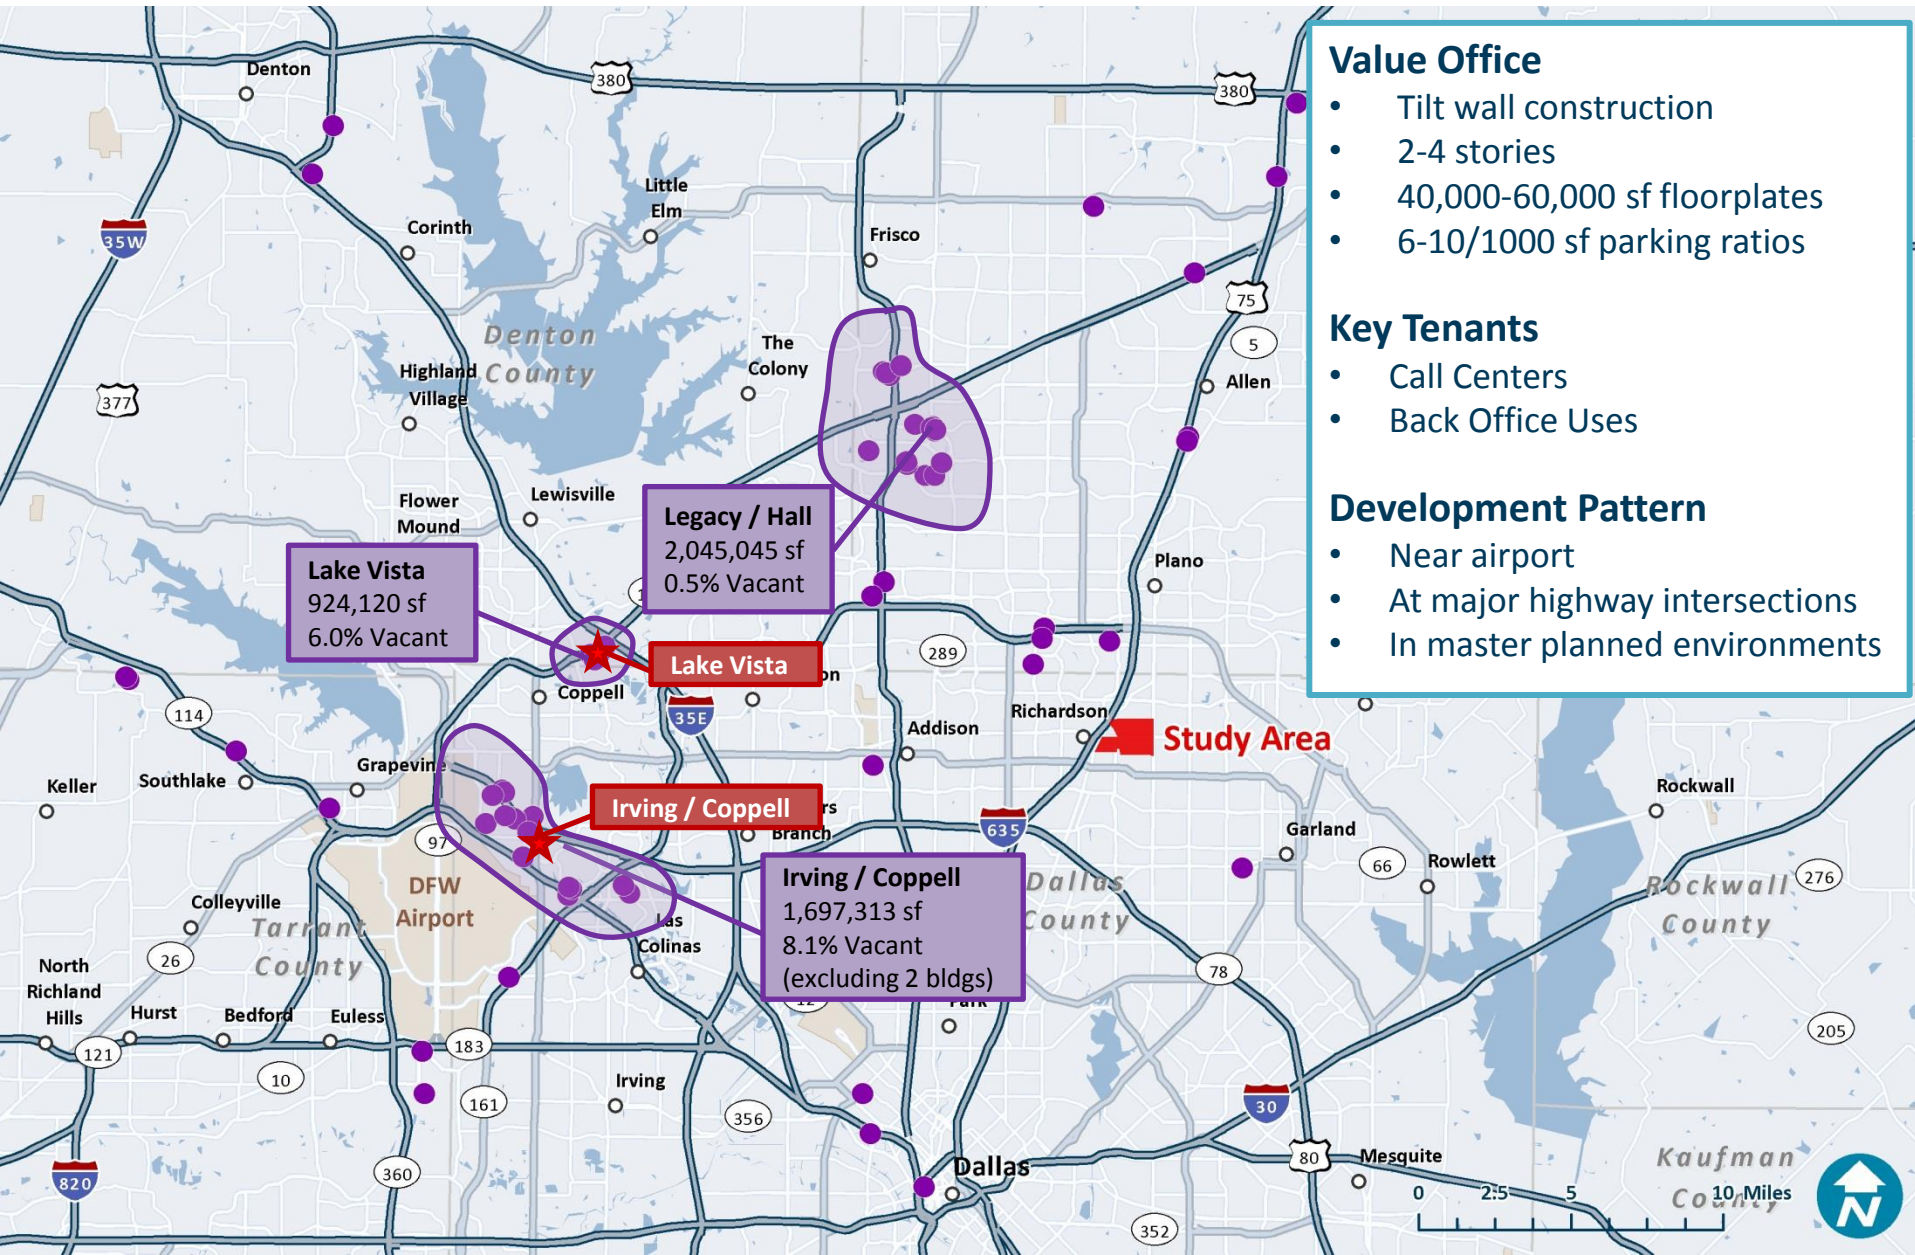 Value Office
• Tilt wall construction
• 2-4 stories
• 40,000-60,000 sf floorplates
• 6-10/1000 sf parking ratios
Key Tenants
• Call Centers
• Back Office Uses
Development Pattern
• Near airport
• At major highway intersections
• In master planned environments
Denton
380
380
Little
Elm
35W
Corinth
Frisco
75
Denton
County
The
Colony
5
Highland
Village
Allen
377
Flower
Mound
Lewisville
Legacy / Hall
2,045,045 sf
0.5% Vacant
Lake Vista
924,120 sf
6.0% Vacant
Plano
289
Lake Vista
on
Coppell
35E
114
Addison
Richardson
Study Area
Grapevine
Southlake
Keller
Rockwall
Irving / Coppell
rs
Branch
635
Garland
97
66
Rowlett
276
DFW
Airport
Irving / Coppell
1,697,313 sf
8.1% Vacant
(excluding 2 bldgs)
Dallas
County
Rockwall
County
Colleyville
Tarrant
County
Las
Colinas
26
North
Richland
Hills
78
12
Park
Hurst
Bedford
Euless
121
183
205
10
Irving
161
356
30
360
820
Dallas
80
Mesquite
Kaufman
County
0 2.5 5 10 Miles
N
352